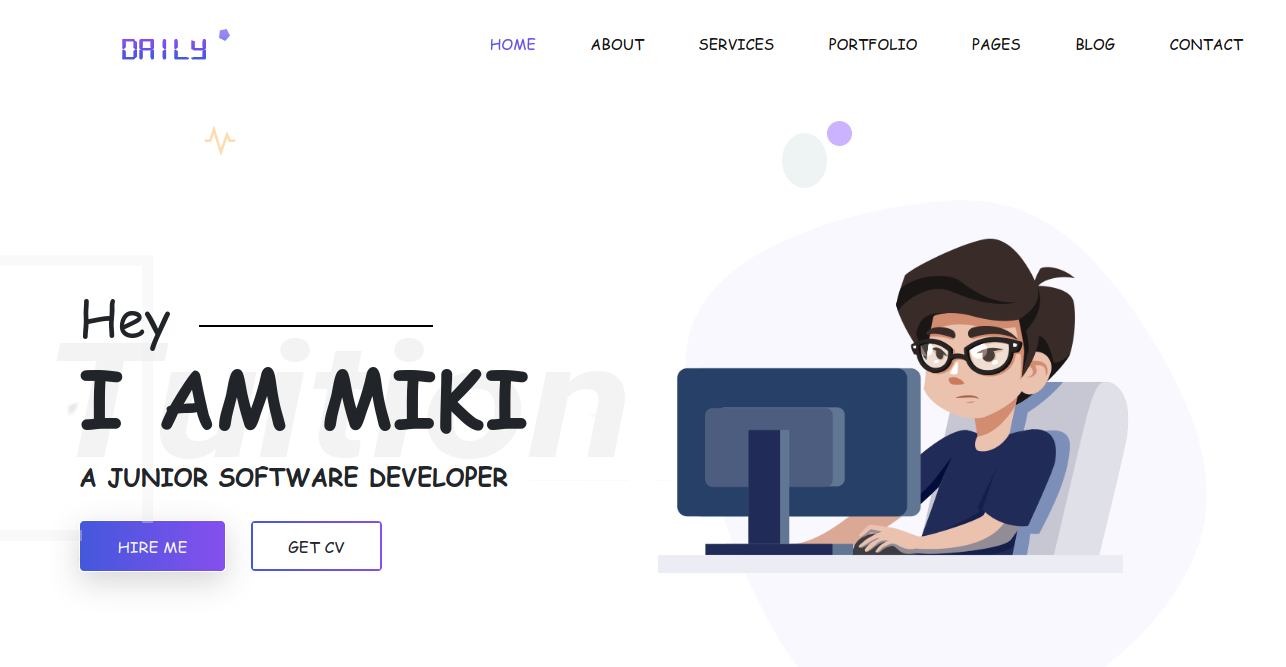 DAILY
HOME ABOUT SERVICES PORTFOLIO PAGES BLOG CONTACT
Hey
Tuition
I AM MIKI
A JUNIOR SOFTWARE DEVELOPER
HIRE ME GET CV